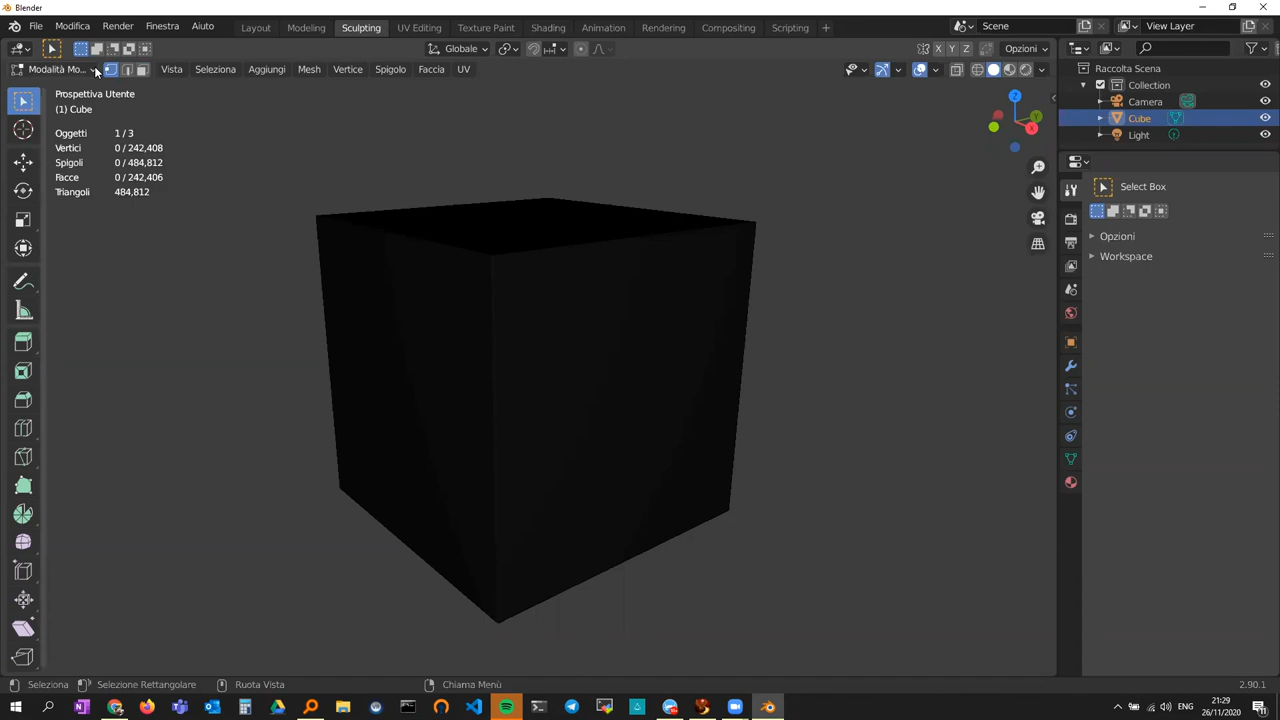 Blender
File Modifica Render Finestra Aiuto Layout Modeling Sculpting UV Editing Texture Paint Shading Animation Rendering Compositing Scripting + Scene View Layer
Globale X Y Z Opzioni
Modalità Mo... Vista Seleziona Aggiungi Mesh Vertice Spigolo Faccia UV
Raccolta Scena
Collection
Camera
Cube
Light
Prospettiva Utente
(1) Cube
Oggetti 1 / 3
Vertici 0 / 242,408
Spigoli 0 / 484,812
Facce 0 / 242,406
Triangoli 484,812
Z
Y
X
Select Box
Opzioni
Workspace
Seleziona Selezione Rettangolare Ruota Vista Chiama Menù 2.90.1
ENG 21:29
26/11/2020